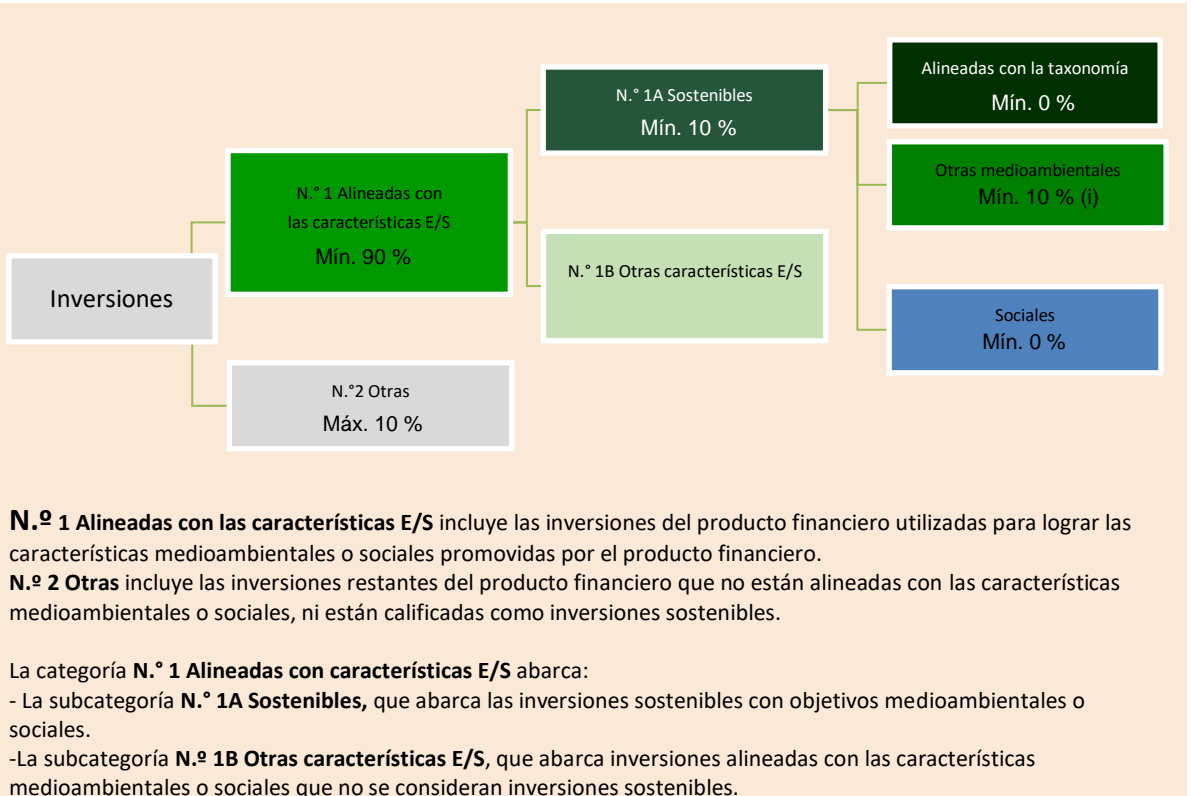 Alineadas con la taxonomía
Mín. 0 %
N.° 1A Sostenibles
Mín. 10 %
Otras medioambientales
Mín. 10 % (i)
N.° 1 Alineadas con
las características E/S
Mín. 90 %
N.° 1B Otras características E/S
Inversiones
Sociales
Mín. 0 %
N.°2 Otras
Máx. 10 %
N.º 1 Alineadas con las características E/S incluye las inversiones del producto financiero utilizadas para lograr las
características medioambientales o sociales promovidas por el producto financiero.
N.º 2 Otras incluye las inversiones restantes del producto financiero que no están alineadas con las características
medioambientales o sociales, ni están calificadas como inversiones sostenibles.
La categoría N.° 1 Alineadas con características E/S abarca:
- La subcategoría N.° 1A Sostenibles, que abarca las inversiones sostenibles con objetivos medioambientales o
sociales.
-La subcategoría N.º 1B Otras características E/S, que abarca inversiones alineadas con las características
medioambientales o sociales que no se consideran inversiones sostenibles.